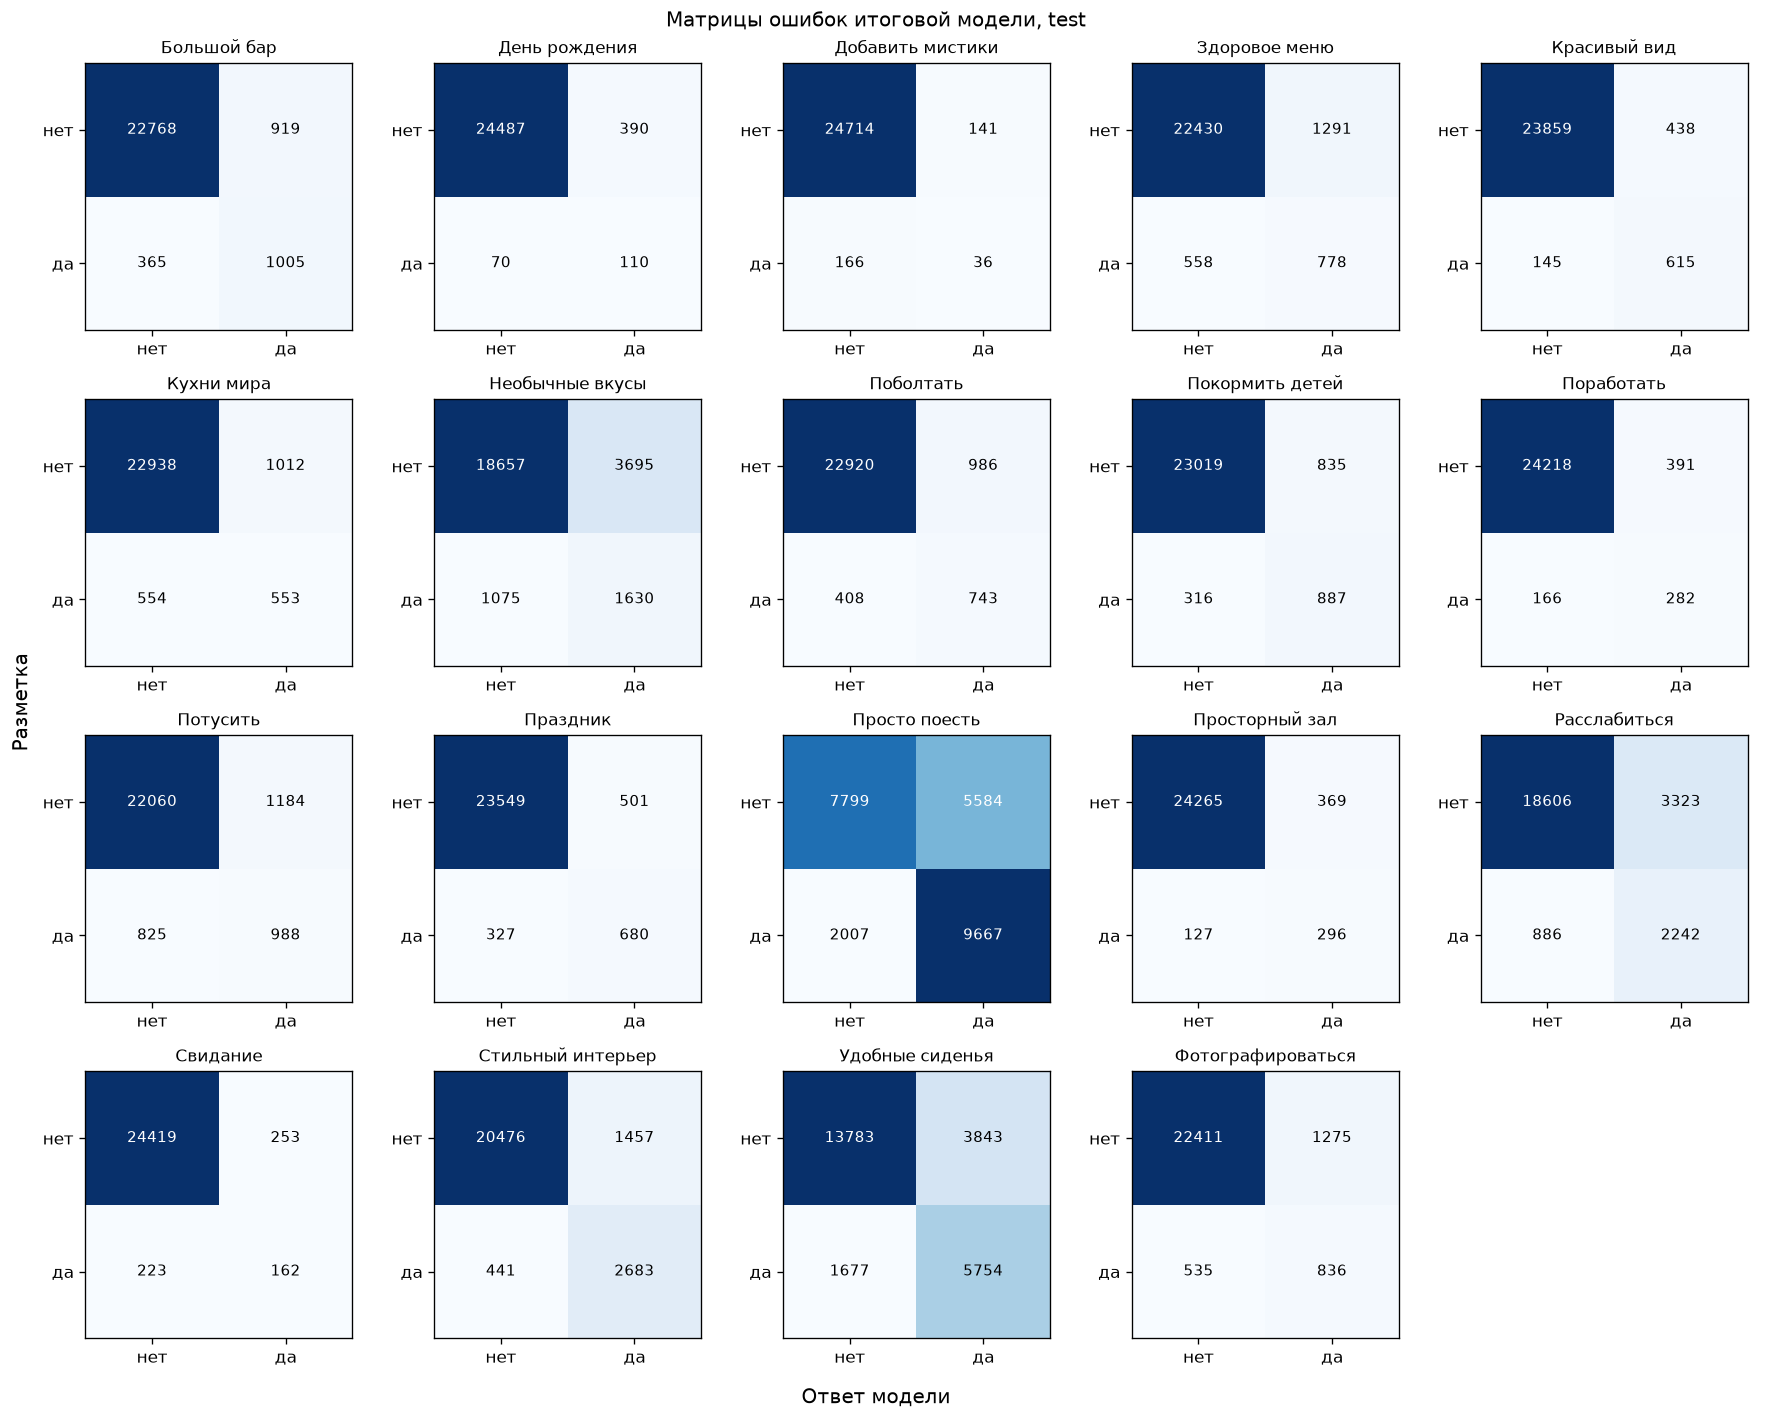 Матрицы ошибок итоговой модели, test
Большой бар
нет 22768 919
да 365 1005
нет да
День рождения
нет 24487 390
да 70 110
нет да
Добавить мистики
нет 24714 141
да 166 36
нет да
Здоровое меню
нет 22430 1291
да 558 778
нет да
Красивый вид
нет 23859 438
да 145 615
нет да
Кухни мира
нет 22938 1012
да 554 553
нет да
Необычные вкусы
нет 18657 3695
да 1075 1630
нет да
Поболтать
нет 22920 986
да 408 743
нет да
Покормить детей
нет 23019 835
да 316 887
нет да
Поработать
нет 24218 391
да 166 282
нет да
Разметка
Потусить
нет 22060 1184
да 825 988
нет да
Праздник
нет 23549 501
да 327 680
нет да
Просто поесть
нет 7799 5584
да 2007 9667
нет да
Просторный зал
нет 24265 369
да 127 296
нет да
Расслабиться
нет 18606 3323
да 886 2242
нет да
Свидание
нет 24419 253
да 223 162
нет да
Стильный интерьер
нет 20476 1457
да 441 2683
нет да
Удобные сиденья
нет 13783 3843
да 1677 5754
нет да
Фотографироваться
нет 22411 1275
да 535 836
нет да
Ответ модели